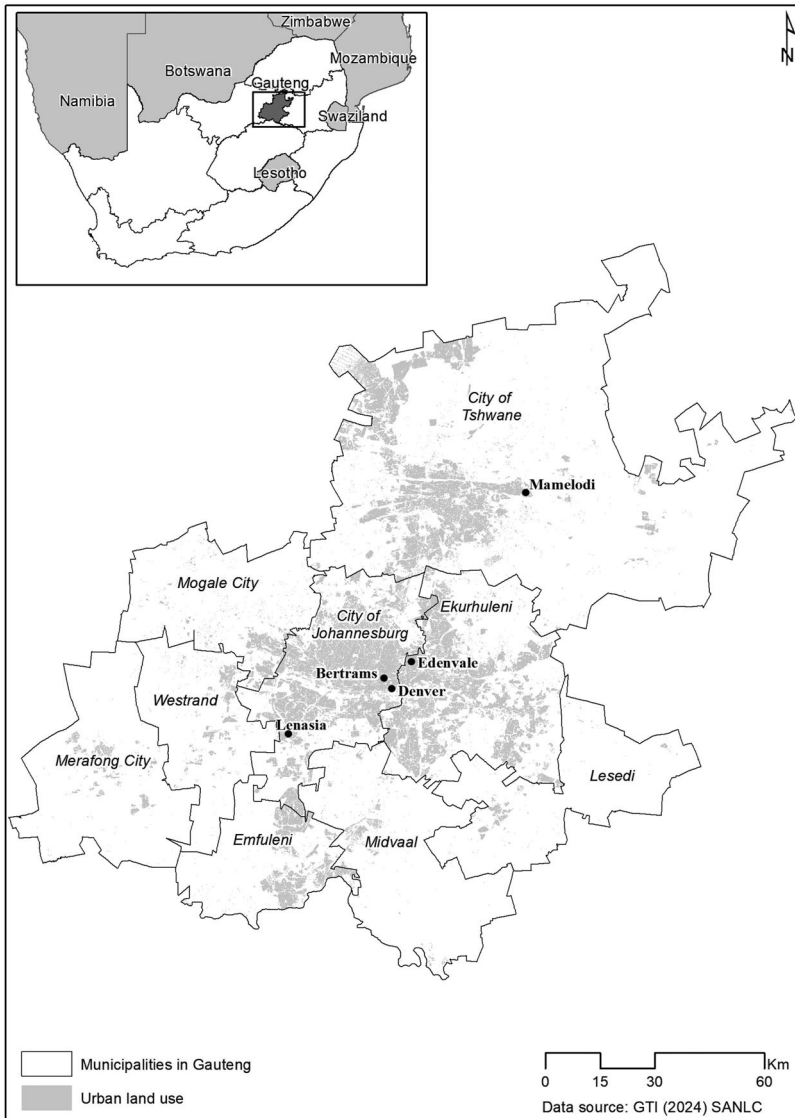 Zimbabwe
Mozambique
Botswana
Gauteng
Namibia
Swaziland
Lesotho
N
City of
Tshwane
Mamelodi
Mogale City
City of
Johannesburg
Ekurhuleni
Edenvale
Bertrams
Denver
Westrand
Lenasia
Merafong City
Lesedi
Emfuleni
Midvaal
Municipalities in Gauteng
Urban land use
Km
0 15 30 60
Data source: GTI (2024) SANLC